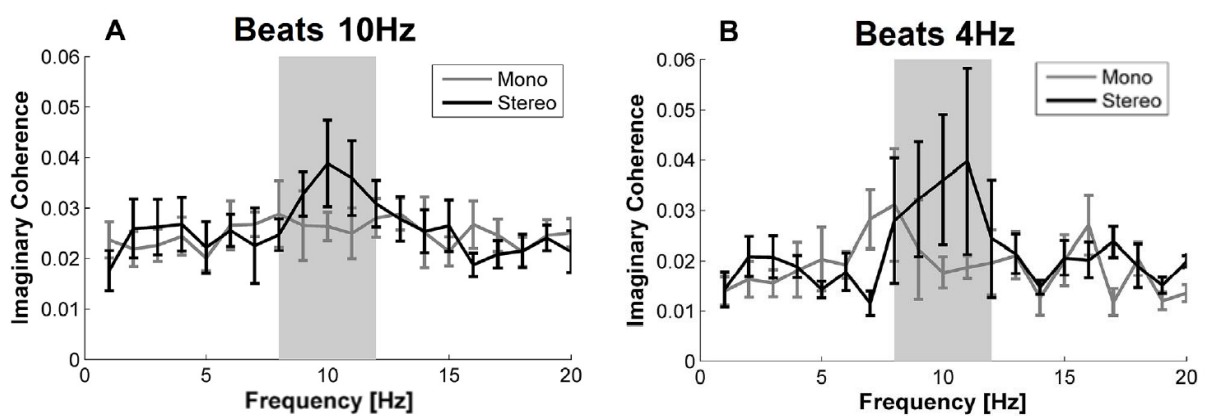 A
Beats 10Hz
0.06
0.05
0.04
0.03
0.02
0.01
0
Imaginary Coherence
Mono
Stereo
0
5
10
15
20
Frequency [Hz]
B
Beats 4Hz
0.06
0.05
0.04
0.03
0.02
0.01
0
Imaginary Coherence
Mono
Stereo
0
5
10
15
20
Frequency [Hz]